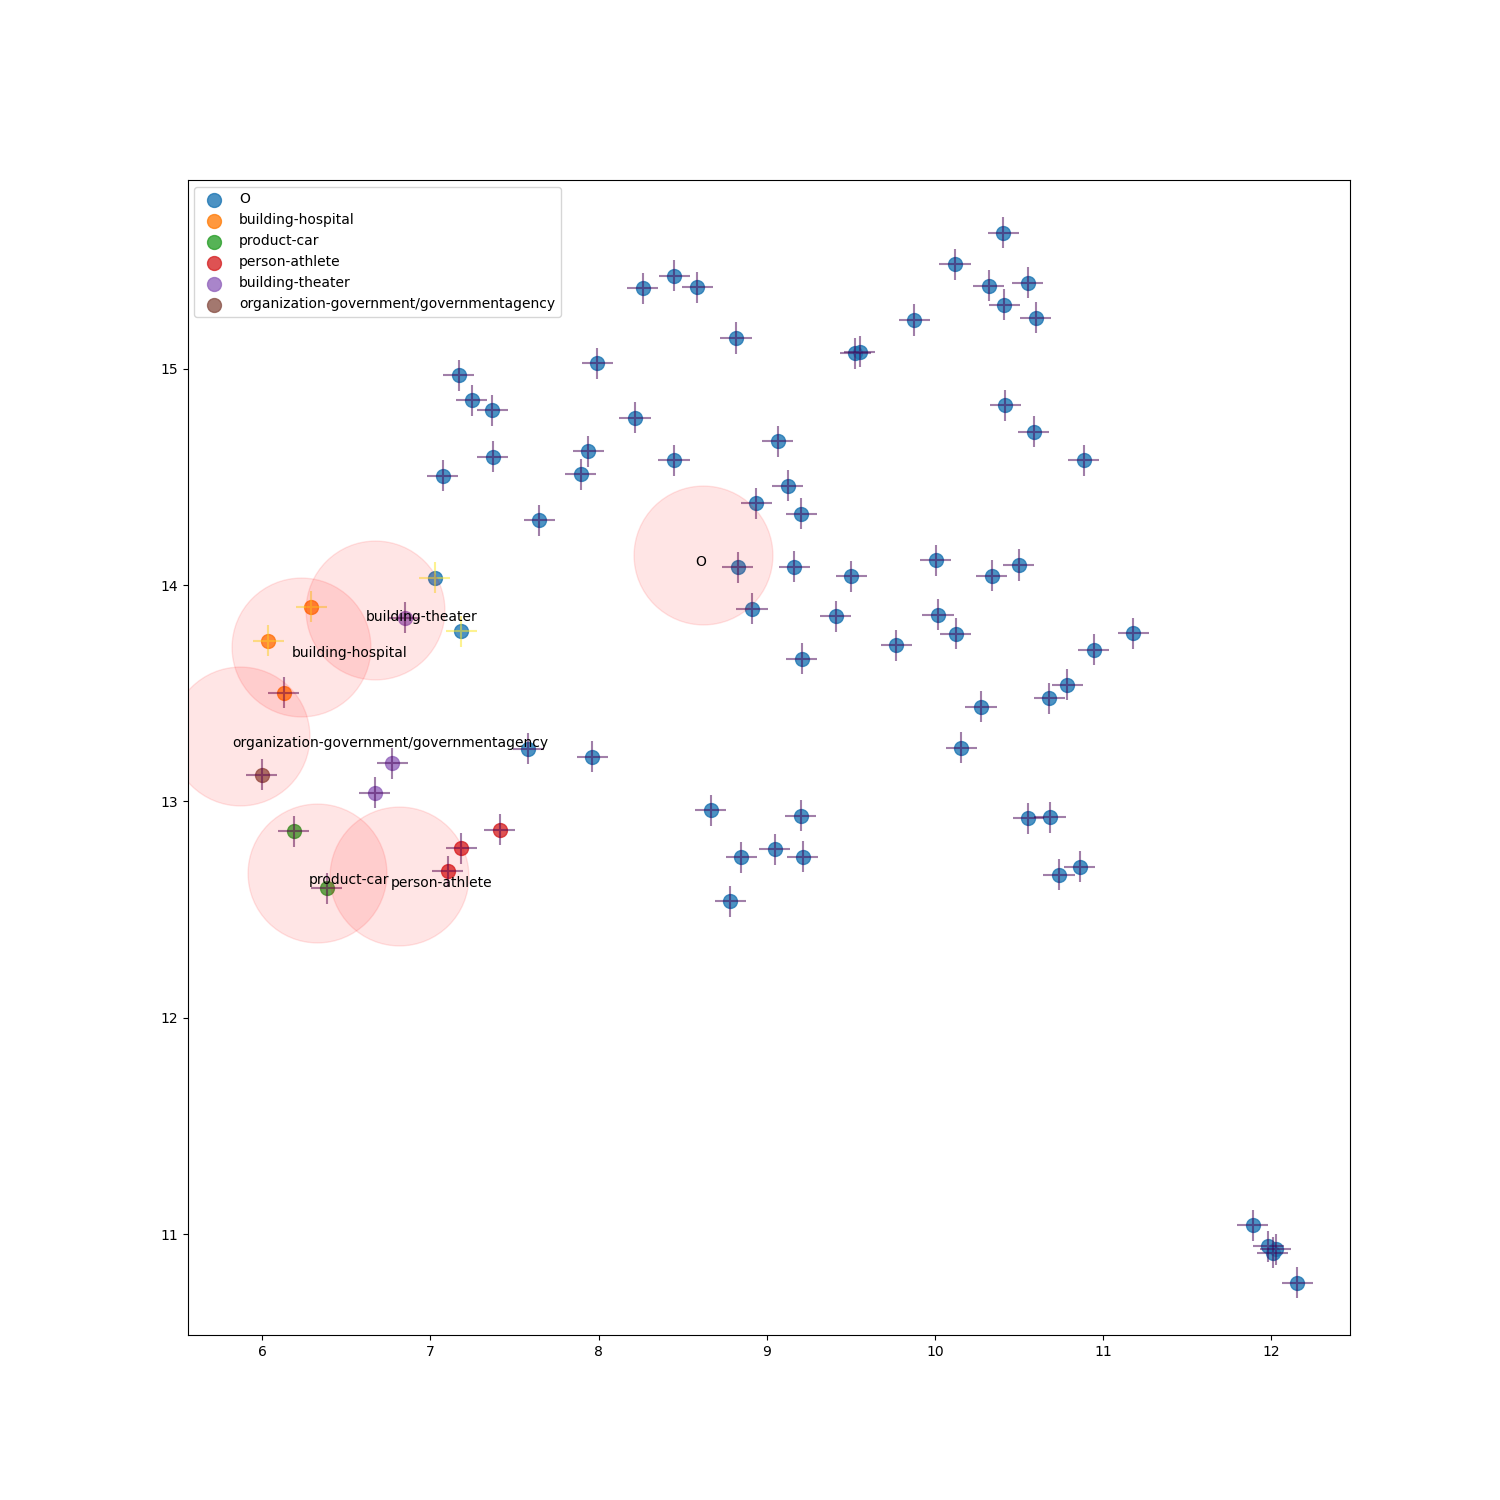 O
building-hospital
product-car
person-athlete
building-theater
organization-government/governmentagency
15
14
13
12
11
O
building-theater
building-hospital
organization-government/governmentagency
product-car
person-athlete
6 7 8 9 10 11 12